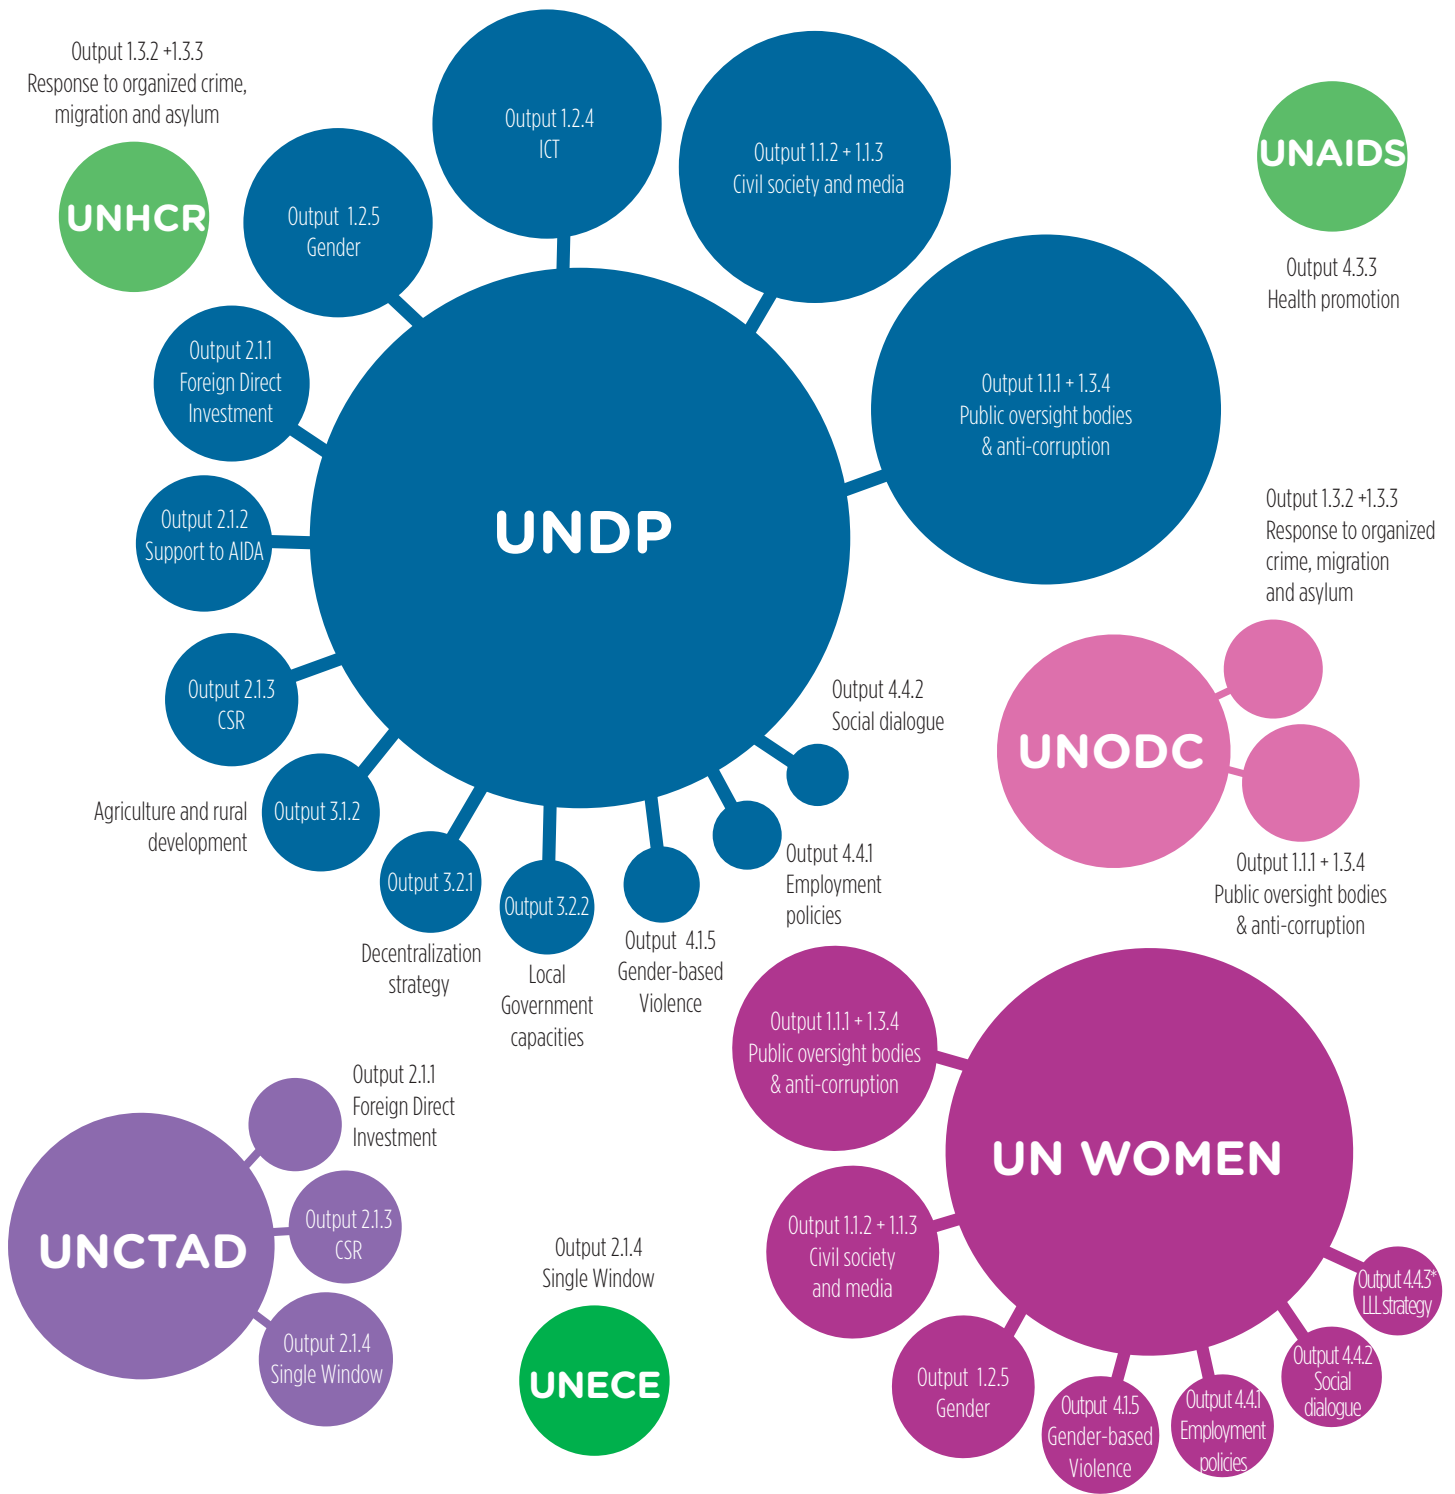 Output 1.3.2 +1.3.3
Response to organized crime,
migration and asylum
UNHCR
Output 1.2.5
Gender
Output 1.2.4
ICT
Output 1.1.2 + 1.1.3
Civil society and media
UNAIDS
Output 4.3.3
Health promotion
Output 2.1.1
Foreign Direct
Investment
Output 1.1.1 + 1.3.4
Public oversight bodies
& anti-corruption
Output 2.1.2
Support to AIDA
UNDP
Output 1.3.2 +1.3.3
Response to organized
crime, migration
and asylum
Output 2.1.3
CSR
Output 4.4.2
Social dialogue
UNODC
Agriculture and rural
development
Output 3.1.2
Output 3.2.1
Decentralization
strategy
Output 3.2.2
Local
Government
capacities
Output 4.1.5
Gender-based
Violence
Output 4.4.1
Employment
policies
Output 1.1.1 + 1.3.4
Public oversight bodies
& anti-corruption
Output 1.1.1 + 1.3.4
Public oversight bodies
& anti-corruption
UN WOMEN
Output 2.1.1
Foreign Direct
Investment
UNCTAD
Output 2.1.3
CSR
Output 2.1.4
Single Window
Output 2.1.4
Single Window
UNECE
Output 1.1.2 + 1.1.3
Civil society
and media
Output 1.2.5
Gender
Output 4.1.5
Gender-based
Violence
Output 4.4.1
Employment
policies
Output 4.4.2
Social
dialogue
Output 4.4.3*
LLL strategy